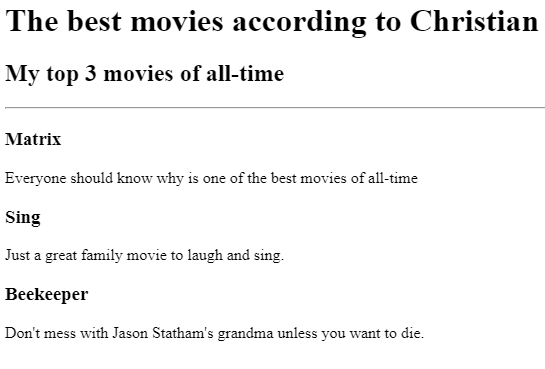 The best movies according to Christian
My top 3 movies of all-time
Matrix
Everyone should know why is one of the best movies of all-time
Sing
Just a great family movie to laugh and sing.
Beekeeper
Don't mess with Jason Statham's grandma unless you want to die.